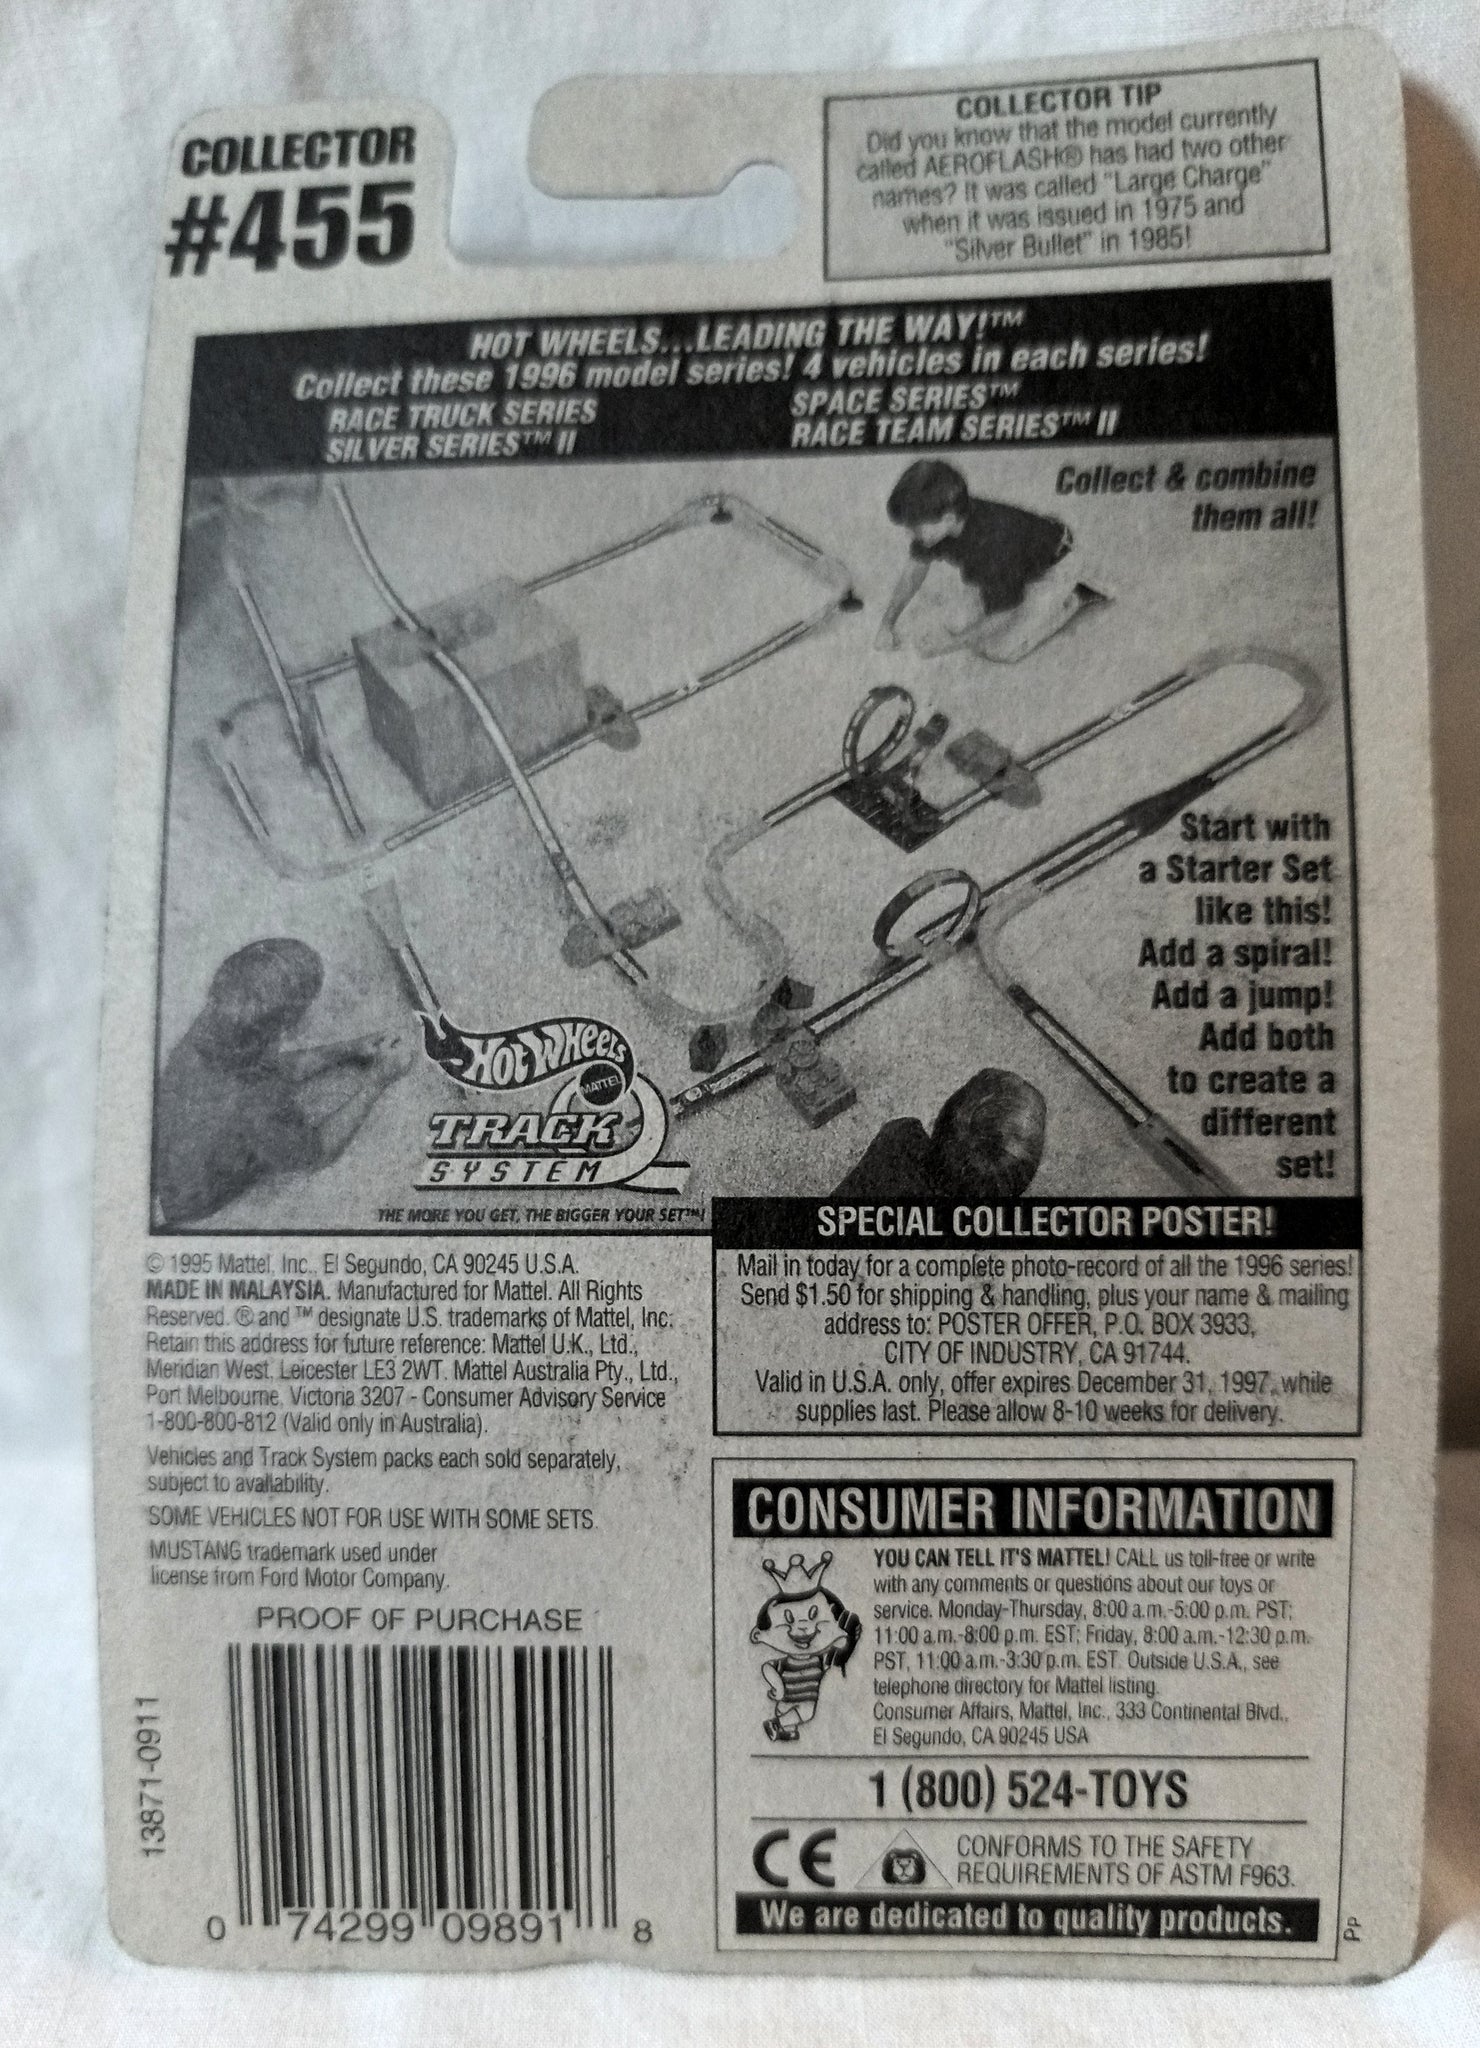 COLLECTOR
#455
COLLECTOR TIP
Did you know that the model currently
called AEROFLASH® has had two other
names? It was called "Large Charge"
when it was issued in 1975 and
"Silver Bullet" in 1985!
HOT WHEELS...LEADING THE WAY!™
Collect these 1996 model series! 4 vehicles in each series!
RACE TRUCK SERIES
SILVER SERIES™ II
SPACE SERIES™
RACE TEAM SERIES™ II
Collect & combine
them all!
Start with
a Starter Set
like this!
Add a spiral!
Add a jump!
Add both
to create a
different
set!
HOT WHEELS
MATTEL
TRACK
SYSTEM
THE MORE YOU GET, THE BIGGER YOUR SET™!
© 1995 Mattel, Inc., El Segundo, CA 90245 U.S.A.
MADE IN MALAYSIA. Manufactured for Mattel. All Rights
Reserved. ® and ™ designate U.S. trademarks of Mattel, Inc.
Retain this address for future reference: Mattel U.K., Ltd.,
Meridian West, Leicester LE3 2WT. Mattel Australia Pty., Ltd.,
Port Melbourne, Victoria 3207 - Consumer Advisory Service
1-800-800-812 (Valid only in Australia).
Vehicles and Track System packs each sold separately,
subject to availability.
SOME VEHICLES NOT FOR USE WITH SOME SETS.
MUSTANG trademark used under
license from Ford Motor Company.
PROOF OF PURCHASE
13871-0911
0 74299 09891 8
SPECIAL COLLECTOR POSTER!
Mail in today for a complete photo-record of all the 1996 series!
Send $1.50 for shipping & handling, plus your name & mailing
address to: POSTER OFFER, P.O. BOX 3933,
CITY OF INDUSTRY, CA 91744.
Valid in U.S.A. only, offer expires December 31, 1997, while
supplies last. Please allow 8-10 weeks for delivery.
CONSUMER INFORMATION
YOU CAN TELL IT'S MATTEL! CALL us toll-free or write
with any comments or questions about our toys or
service. Monday-Thursday, 8:00 a.m.-5:00 p.m. PST;
11:00 a.m.-8:00 p.m. EST; Friday, 8:00 a.m.-12:30 p.m.
PST, 11:00 a.m.-3:30 p.m. EST. Outside U.S.A., see
telephone directory for Mattel listing.
Consumer Affairs, Mattel, Inc., 333 Continental Blvd.,
El Segundo, CA 90245 USA
1 (800) 524-TOYS
CE
CONFORMS TO THE SAFETY
REQUIREMENTS OF ASTM F963.
We are dedicated to quality products.
Pp